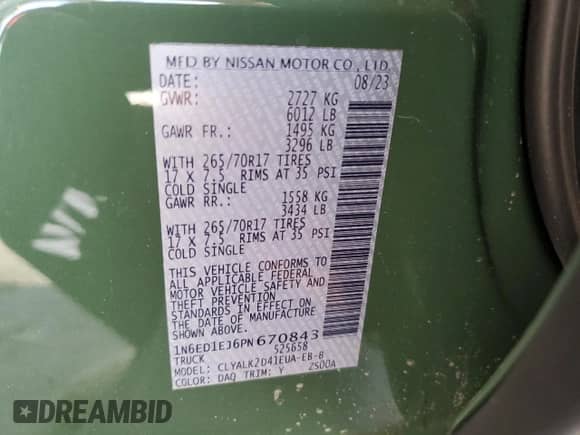 MFD BY NISSAN MOTOR CO., LTD.
DATE: 08/23
GVWR: 2727 KG
6012 LB
GAWR FR.: 1495 KG
3296 LB
WITH 265/70R17 TIRES
17 X 7.5 RIMS AT 35 PSI
COLD SINGLE
GAWR RR.: 1558 KG
3434 LB
WITH 265/70R17 TIRES
17 X 7.5 RIMS AT 35 PSI
COLD SINGLE
THIS VEHICLE CONFORMS TO
ALL APPLICABLE FEDERAL
MOTOR VEHICLE SAFETY AND
THEFT PREVENTION
STANDARDS IN EFFECT ON
THE DATE OF MANUFACTURE
SHOWN ABOVE.
1N6ED1EJ6PN670843
TRUCK 525658
MODEL: CLYALK2D41EUA-EB-8
COLOR: DAQ TRIM: Y 2500A
DREAMBID